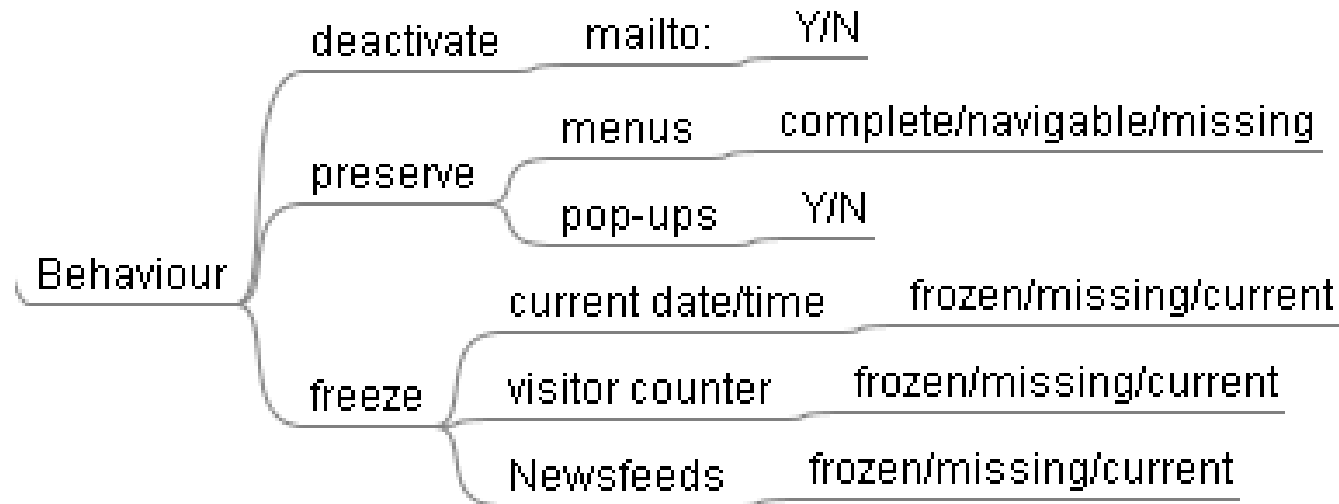 deactivate mailto: Y/N
menus complete/navigable/missing
preserve
pop-ups Y/N
Behaviour
current date/time frozen/missing/current
freeze visitor counter frozen/missing/current
Newsfeeds frozen/missing/current